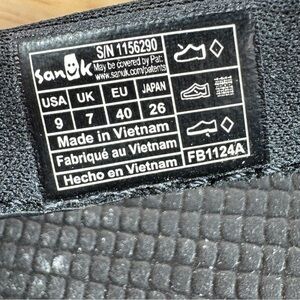 S/N 1156290
sanuk
May be covered by Pat:
www.sanuk.com/patents
USA UK EU JAPAN
9 7 40 26
Made in Vietnam
Fabriqué au Vietnam
Hecho en Vietnam
FB1124A